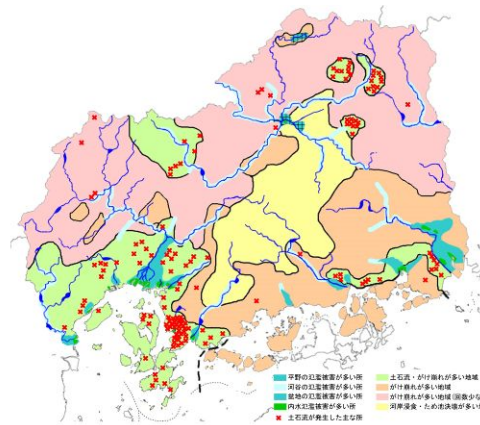 平野の氾濫被害が多い所
河谷の氾濫被害が多い所
盆地の氾濫被害が多い所
内水氾濫被害が多い所
土石流が発生した主な所
土石流・がけ崩れが多い地域
がけ崩れが多い地域
がけ崩れが多い地域(回数少な
河岸浸食・ため池決壊が多い